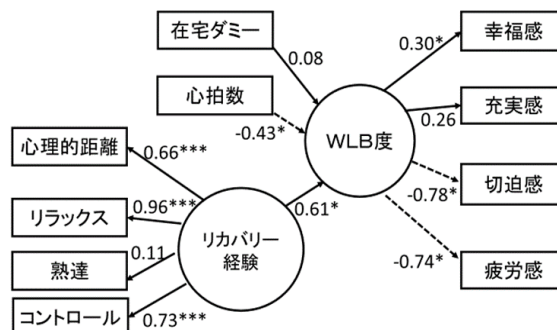 在宅ダミー
0.08
心拍数
-0.43*
WLB度
0.30*
幸福感
0.26
充実感
-0.78*
切迫感
-0.74*
疲労感
心理的距離
0.66***
リラックス
0.96***
熟達
0.11
コントロール
0.73***
リカバリー
経験
0.61*